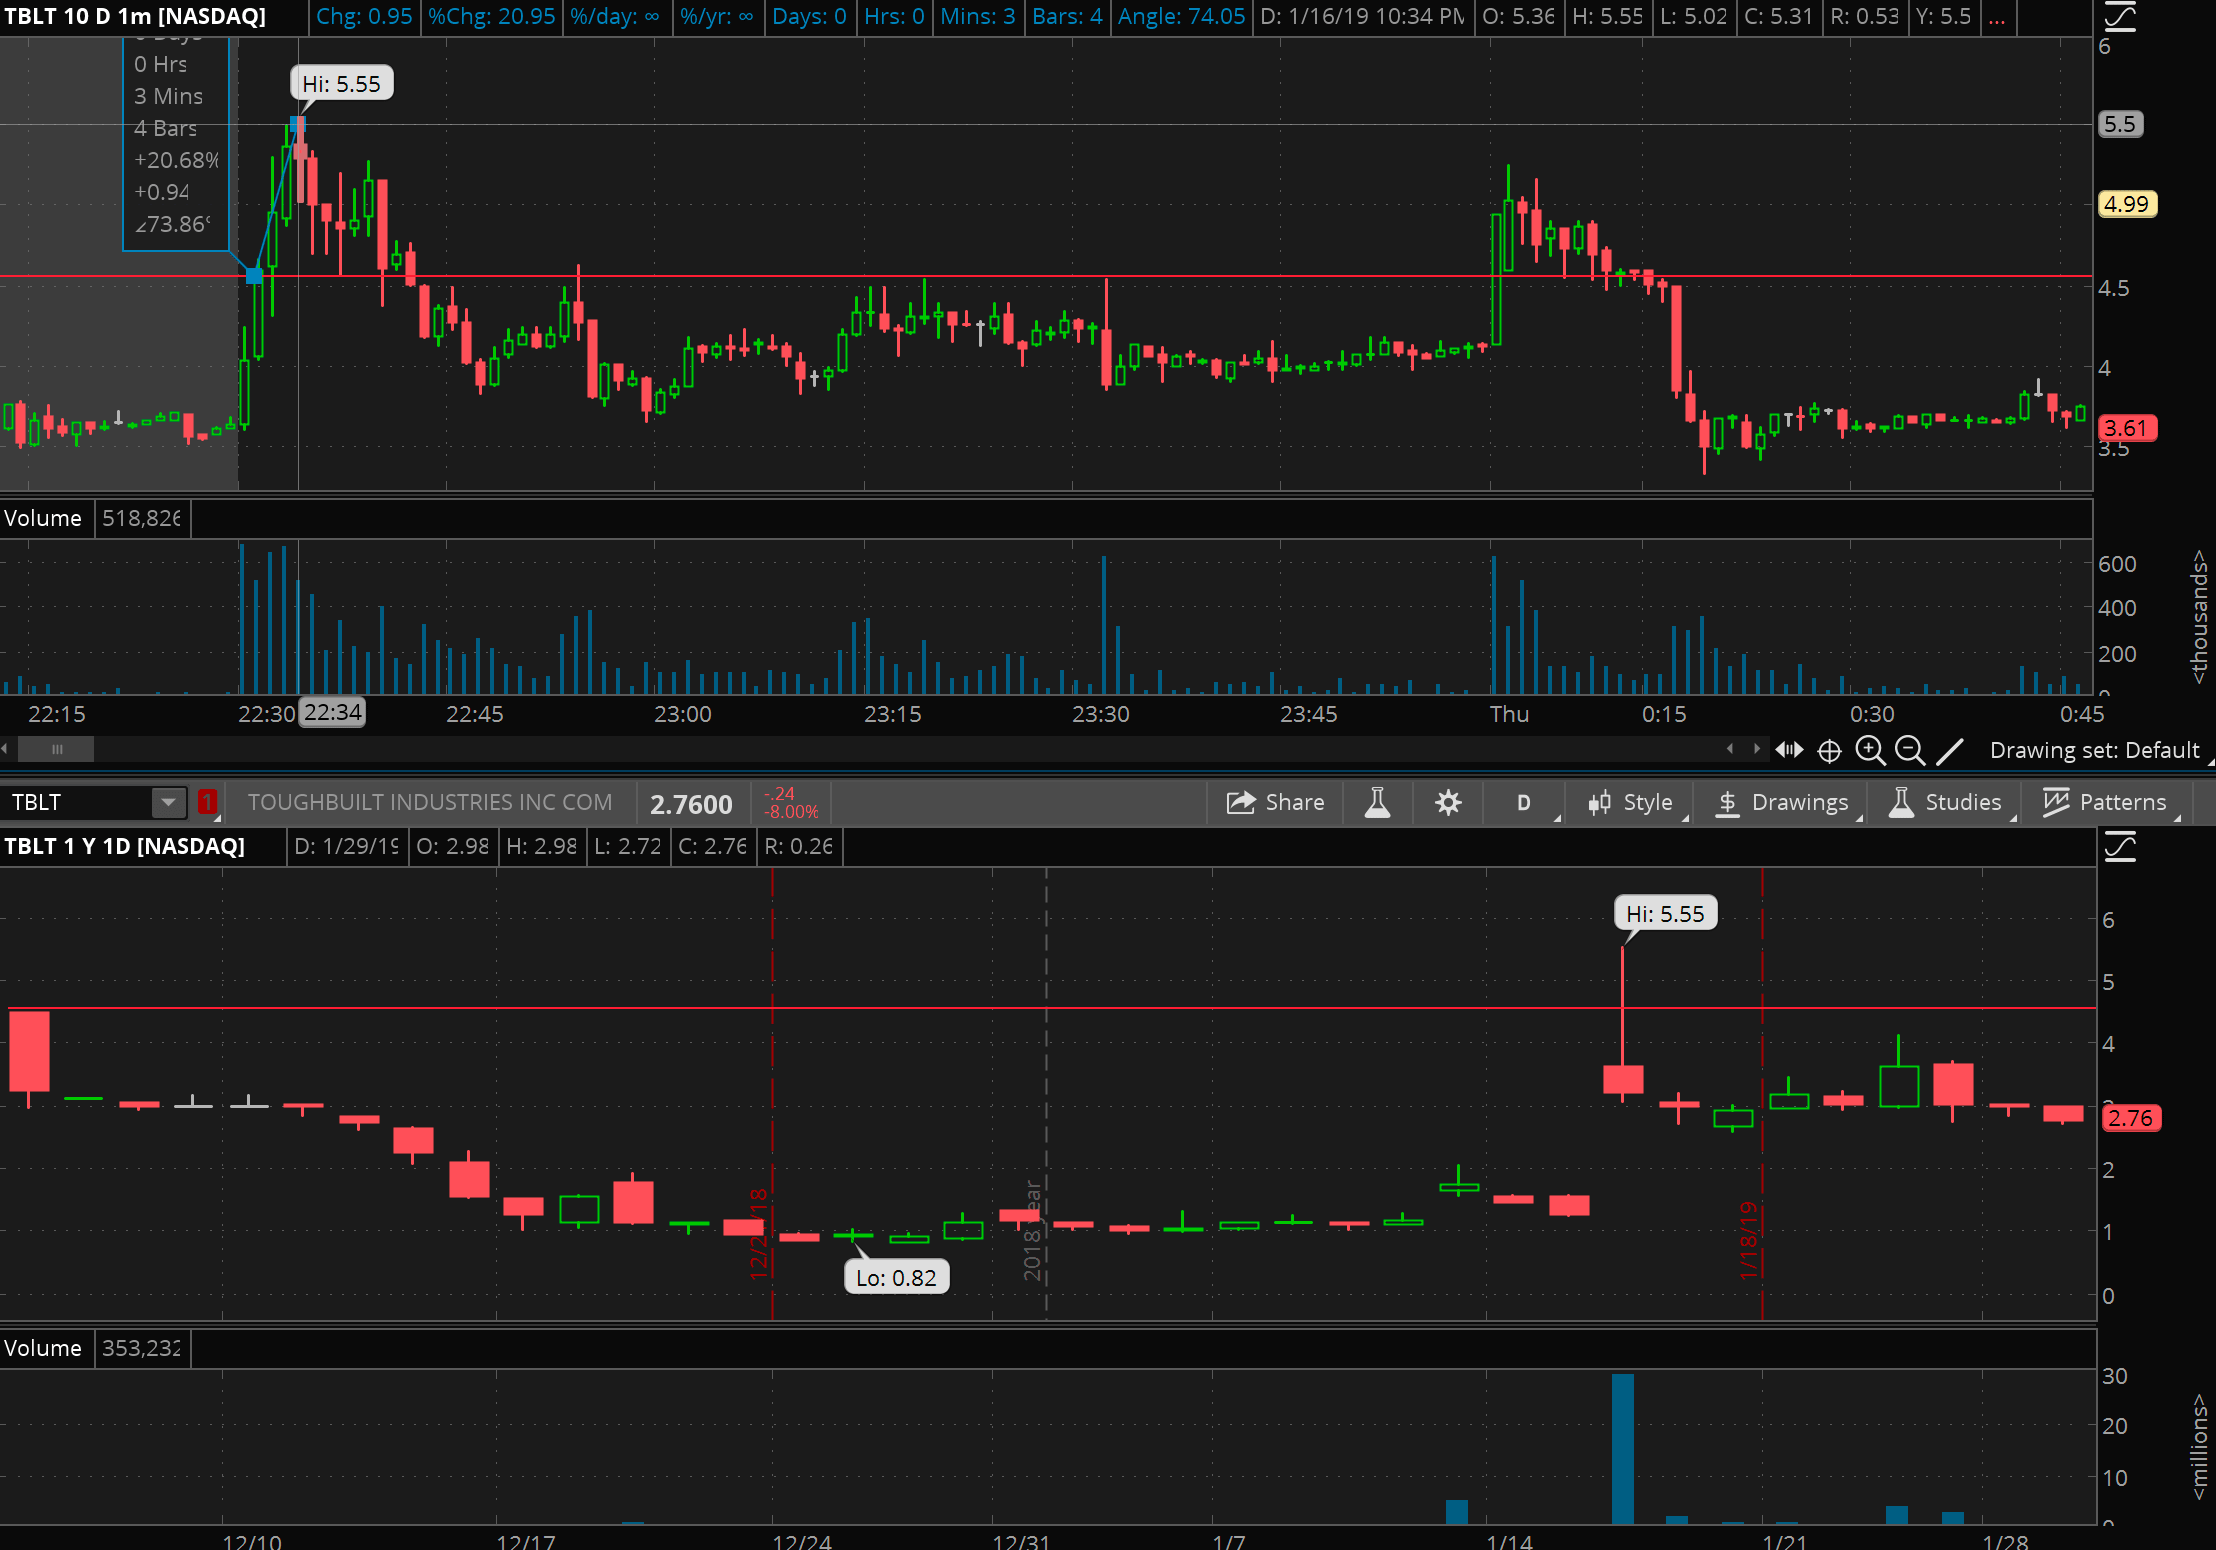 TBLT 10 D 1m [NASDAQ] Chg: 0.95 %Chg: 20.95 %/day: ∞ %/yr: ∞ Days: 0 Hrs: 0 Mins: 3 Bars: 4 Angle: 74.05 D: 1/16/19 10:34 PM O: 5.36 H: 5.55 L: 5.02 C: 5.31 R: 0.53 Y: 5.5 ...
0 Days
0 Hrs
3 Mins
4 Bars
+20.68%
+0.94
∠73.86°
Hi: 5.55
6
5.5
4.99
4.5
4
3.61
3.5
Volume 518,826
600
400
200
0
<thousands>
22:15 22:30 22:34 22:45 23:00 23:15 23:30 23:45 Thu 0:15 0:30 0:45
Drawing set: Default
TBLT 1 TOUGHBUILT INDUSTRIES INC COM 2.7600 -.24 Share D Style Drawings Studies Patterns
-8.00%
TBLT 1 Y 1D [NASDAQ] D: 1/29/19 O: 2.98 H: 2.98 L: 2.72 C: 2.76 R: 0.26
Hi: 5.55
6
5
4
3
2.76
2
1
0
2018 year
1/18/19
Lo: 0.82
Volume 353,232
30
20
10
0
<millions>
12/10 12/17 12/24 12/31 1/7 1/14 1/21 1/28